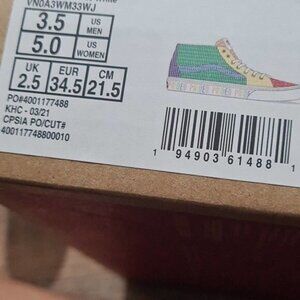 VN0A3WM33WJ
3.5 US MEN
5.0 US WOMEN
UK EUR CM
2.5 34.5 21.5
PO#4001177488
KHC - 03/21
CPSIA PO/CUT#
400117748800010
1 94903 61488 1